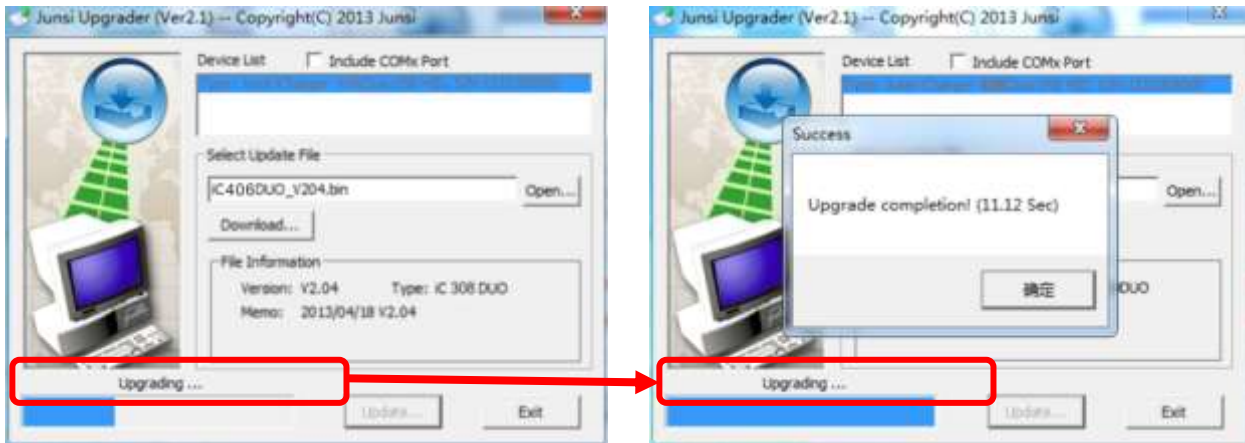 Junsi Upgrader (Ver2.1) -- Copyright(C) 2013 Junsi
Device List Include COMx Port
Select Update File
iC406DUO_V204.bin Open...
Download...
File Information
Version: V2.04 Type: iC 308 DUO
Memo: 2013/04/18 V2.04
Upgrading ...
Update... Exit
Junsi Upgrader (Ver2.1) -- Copyright(C) 2013 Junsi
Device List Include COMx Port
Success
Open...
Upgrade completion! (11.12 Sec)
确定
DUO
Upgrading ...
Update... Exit